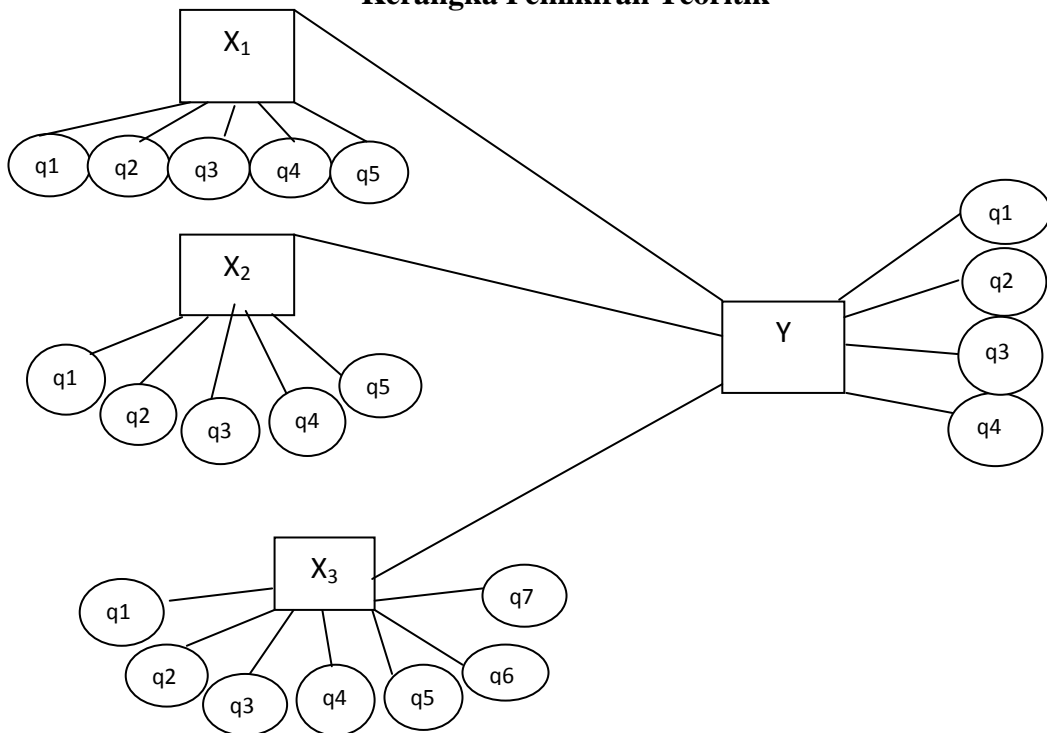 Kerangka Pemikiran Teoritik
X₁
q1 q2 q3 q4 q5
X₂
q1 q2 q3 q4 q5
X₃
q1 q2 q3 q4 q5 q6 q7
Y
q1
q2
q3
q4